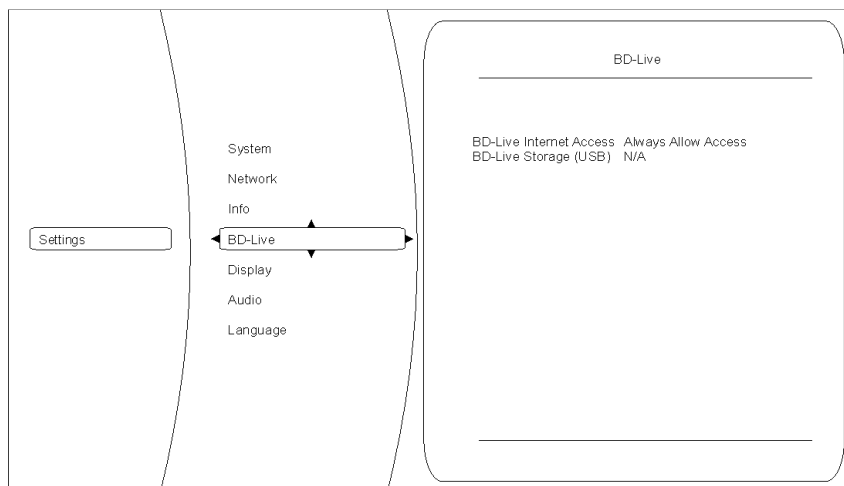 Settings
System
Network
Info
BD-Live
Display
Audio
Language
BD-Live
BD-Live Internet Access Always Allow Access
BD-Live Storage (USB) N/A